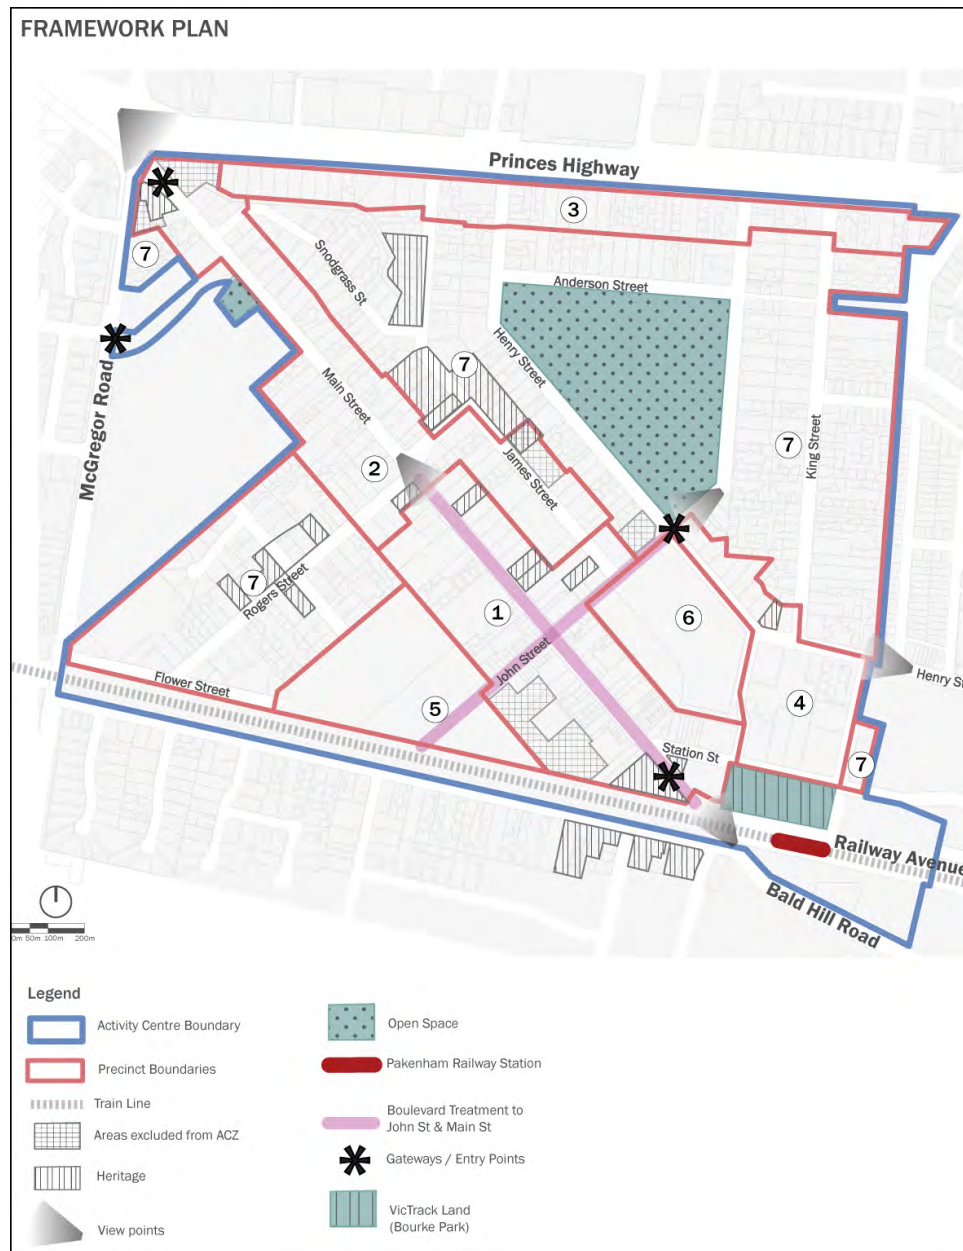 FRAMEWORK PLAN
Princes Highway
3
7
Snodgrass St
Anderson Street
Henry Street
McGregor Road
Main Street
7
King Street
7
2
James Street
7
Rogers Street
1
6
John Street
Henry St
Flower Street
5
4
Station St
7
Railway Avenue
Bald Hill Road
0m 50m 100m 200m
Legend
Activity Centre Boundary
Precinct Boundaries
Train Line
Areas excluded from ACZ
Heritage
View points
Open Space
Pakenham Railway Station
Boulevard Treatment to
John St & Main St
Gateways / Entry Points
VicTrack Land
(Bourke Park)